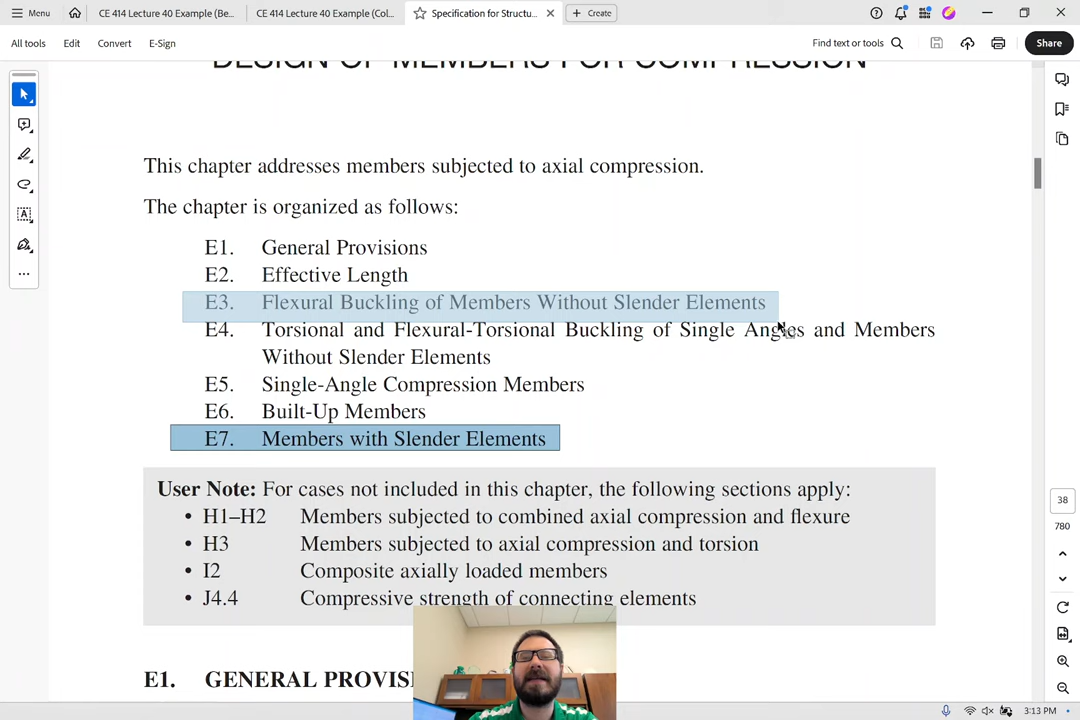 Menu
CE 414 Lecture 40 Example (Be...
CE 414 Lecture 40 Example (Col...
Specification for Structu...
Create
All tools
Edit
Convert
E-Sign
Find text or tools
Share
DESIGN OF MEMBERS FOR COMPRESSION
This chapter addresses members subjected to axial compression.
The chapter is organized as follows:
E1. General Provisions
E2. Effective Length
E3. Flexural Buckling of Members Without Slender Elements
E4. Torsional and Flexural-Torsional Buckling of Single Angles and Members
Without Slender Elements
E5. Single-Angle Compression Members
E6. Built-Up Members
E7. Members with Slender Elements
User Note: For cases not included in this chapter, the following sections apply:
• H1–H2 Members subjected to combined axial compression and flexure
• H3 Members subjected to axial compression and torsion
• I2 Composite axially loaded members
• J4.4 Compressive strength of connecting elements
E1. GENERAL PROVISI
38
780
3:13 PM